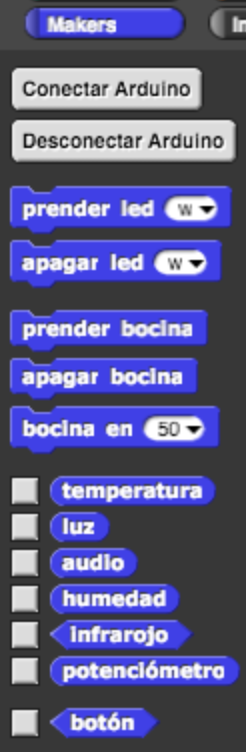 Makers
In
Conectar Arduino
Desconectar Arduino
prender led w
apagar led w
prender bocina
apagar bocina
bocina en 50
temperatura
luz
audio
humedad
infrarojo
potenciómetro
botón